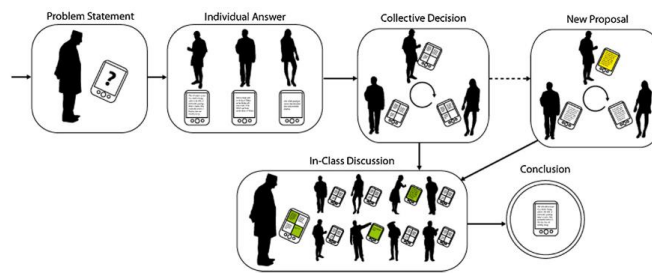 Problem Statement
Individual Answer
Collective Decision
New Proposal
?
In-Class Discussion
Conclusion